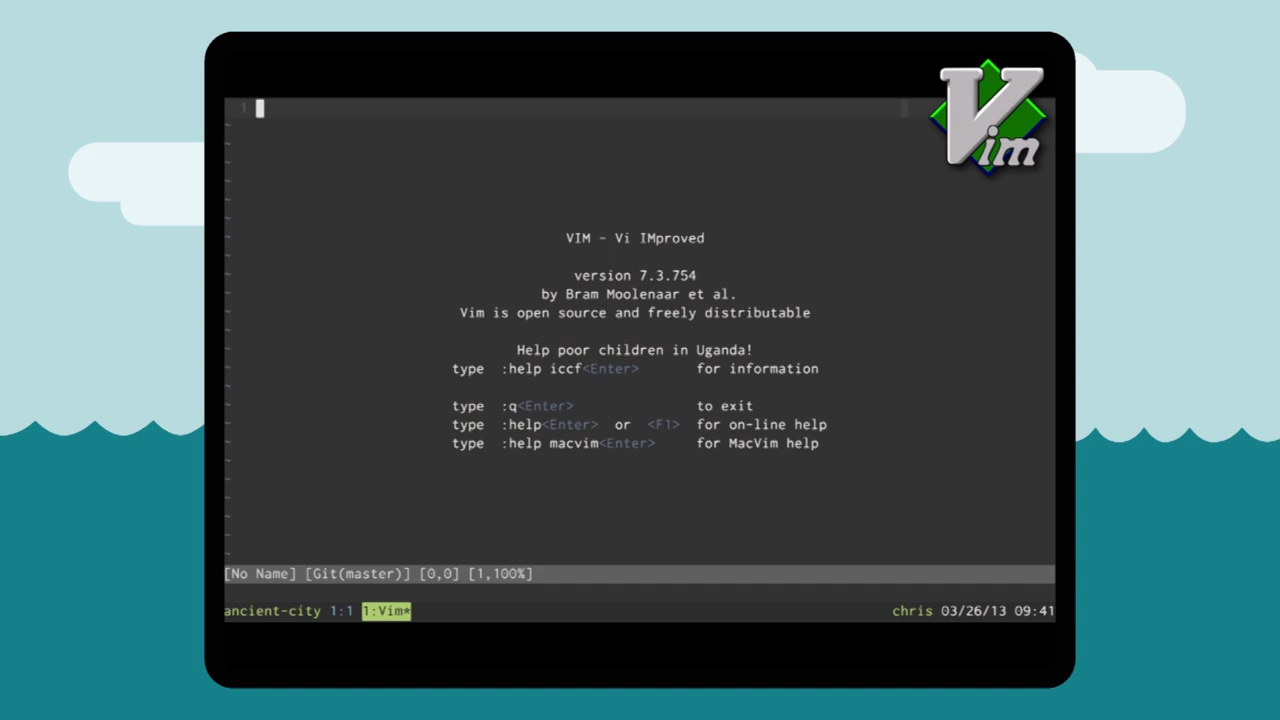 Vim
1
VIM - Vi IMproved
version 7.3.754
by Bram Moolenaar et al.
Vim is open source and freely distributable
Help poor children in Uganda!
type :help iccf<Enter> for information
type :q<Enter> to exit
type :help<Enter> or <F1> for on-line help
type :help macvim<Enter> for MacVim help
[No Name] [Git(master)] [0,0] [1,100%]
ancient-city 1:1 1:Vim* chris 03/26/13 09:41